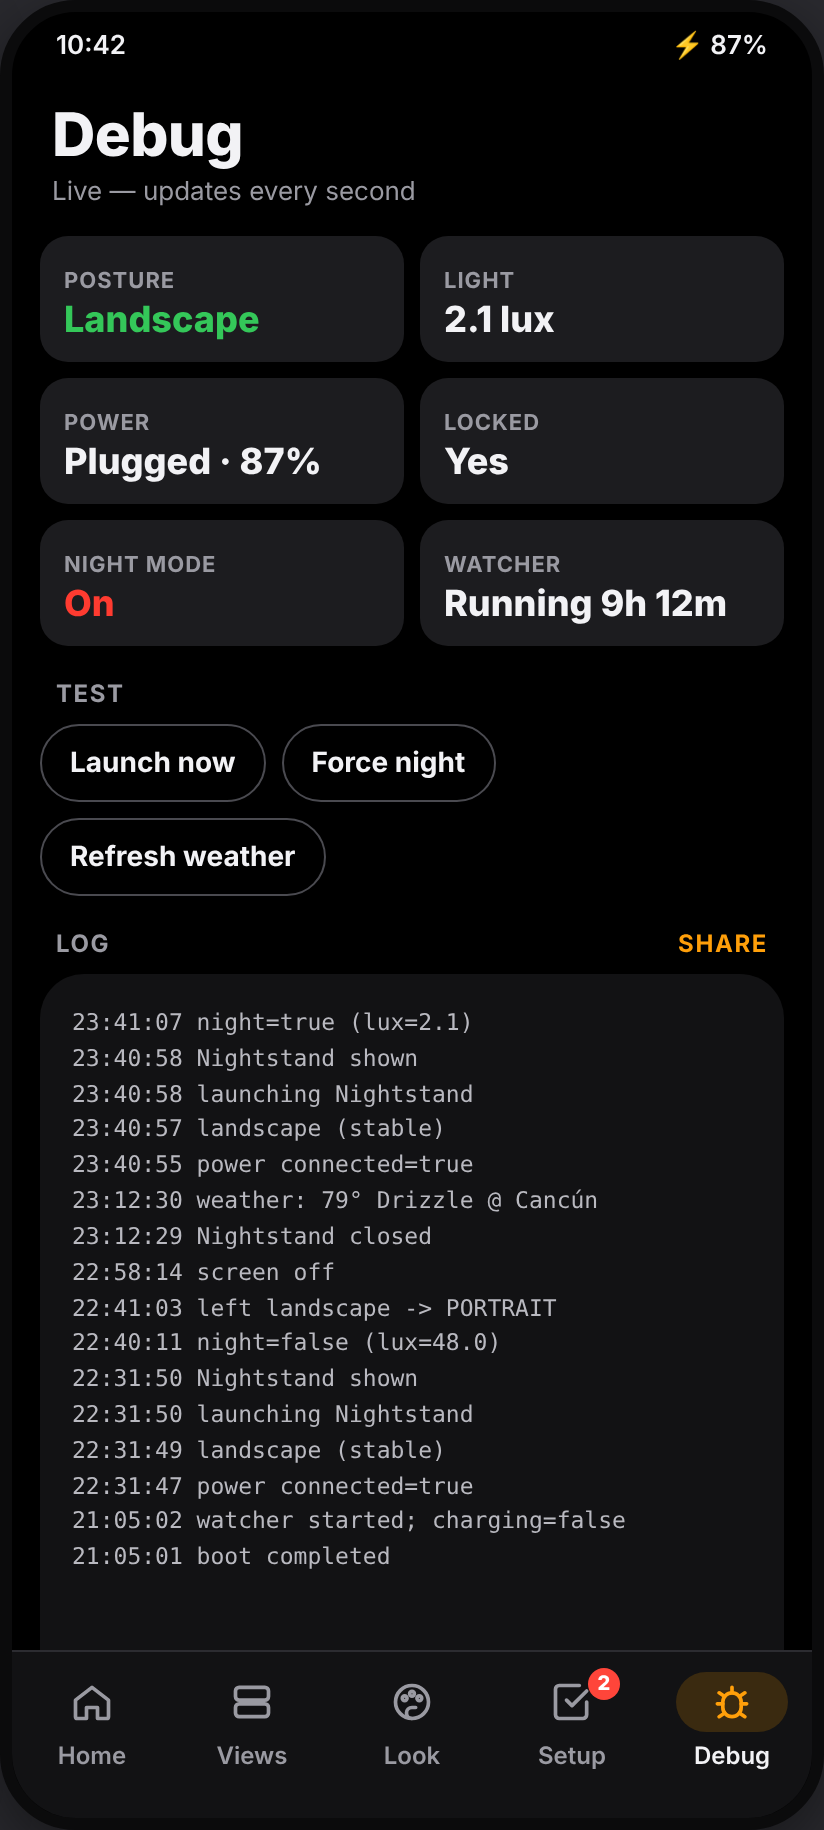 10:42
⚡ 87%
Debug
Live — updates every second
POSTURE
Landscape
LIGHT
2.1 lux
POWER
Plugged · 87%
LOCKED
Yes
NIGHT MODE
On
WATCHER
Running 9h 12m
TEST
Launch now
Force night
Refresh weather
LOG
SHARE
23:41:07 night=true (lux=2.1)
23:40:58 Nightstand shown
23:40:58 launching Nightstand
23:40:57 landscape (stable)
23:40:55 power connected=true
23:12:30 weather: 79° Drizzle @ Cancún
23:12:29 Nightstand closed
22:58:14 screen off
22:41:03 left landscape -> PORTRAIT
22:40:11 night=false (lux=48.0)
22:31:50 Nightstand shown
22:31:50 launching Nightstand
22:31:49 landscape (stable)
22:31:47 power connected=true
21:05:02 watcher started; charging=false
21:05:01 boot completed
2
Home
Views
Look
Setup
Debug